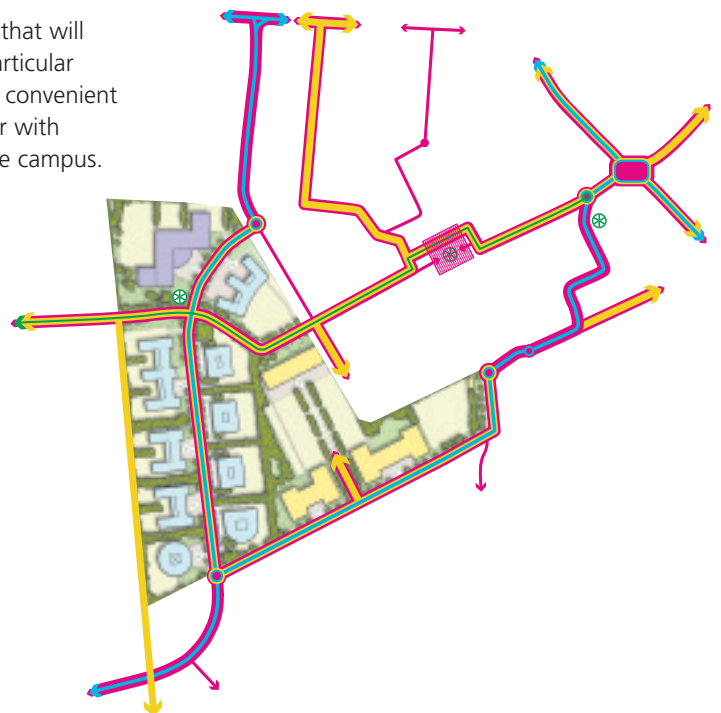 that will
articular
convenient
r with
e campus.